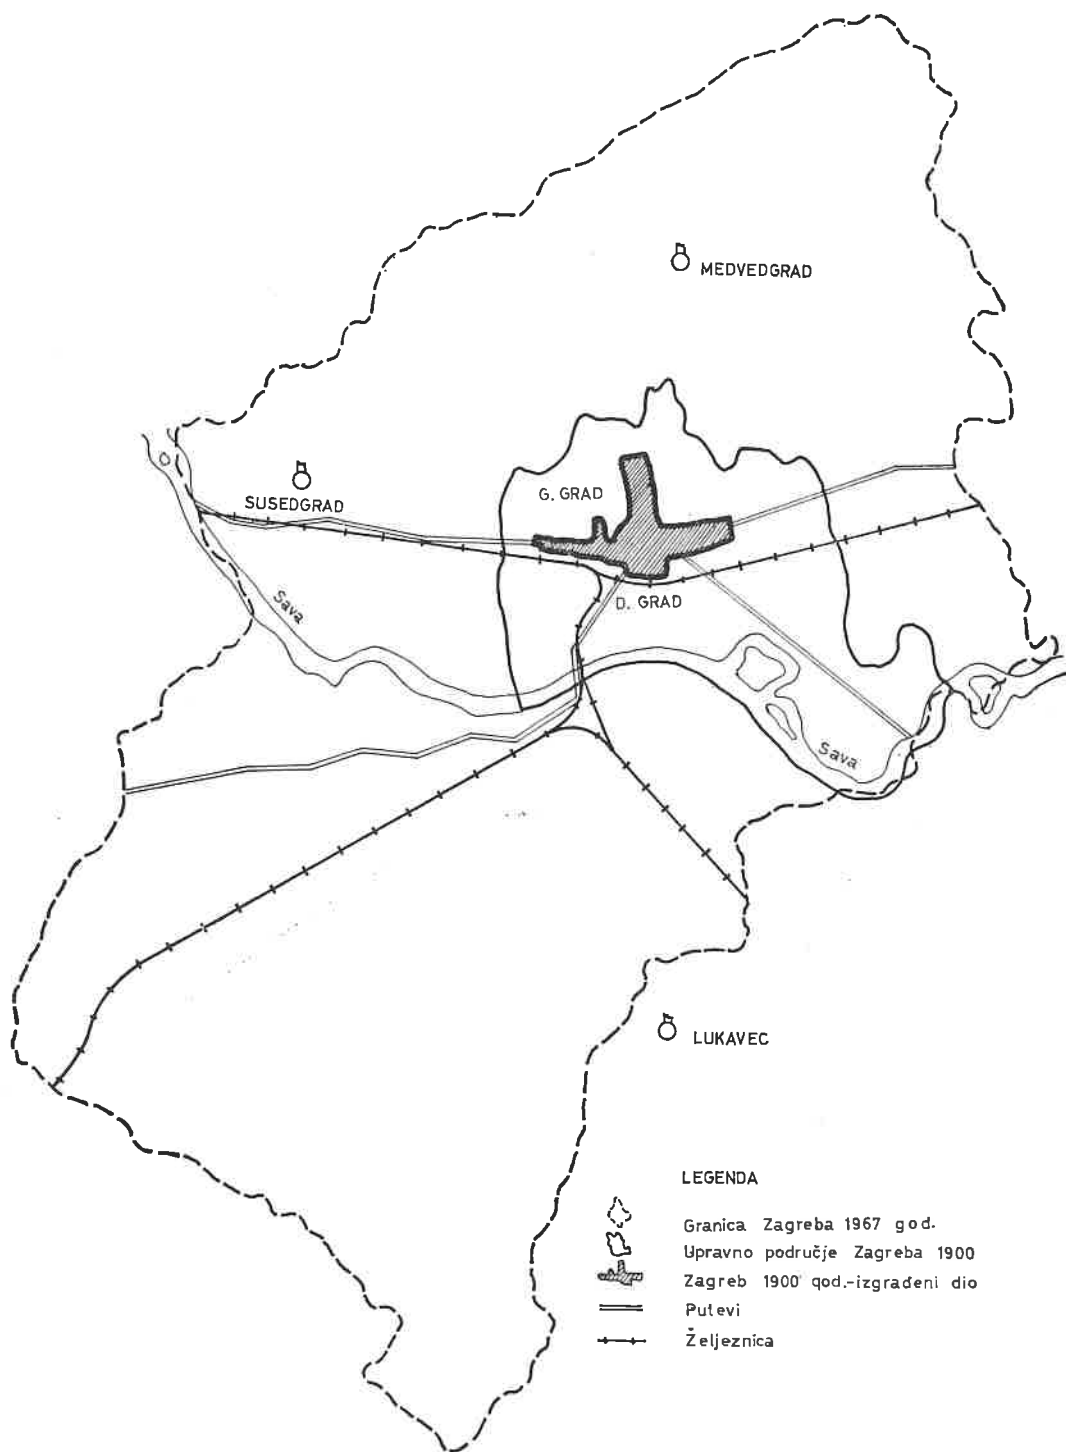 MEDVEDGRAD
SUSEDGRAD
G. GRAD
D. GRAD
Sava
Sava
LUKAVEC
LEGENDA
Granica Zagreba 1967 god.
Upravno područje Zagreba 1900
Zagreb 1900 god.-izgrađeni dio
Putevi
Željeznica